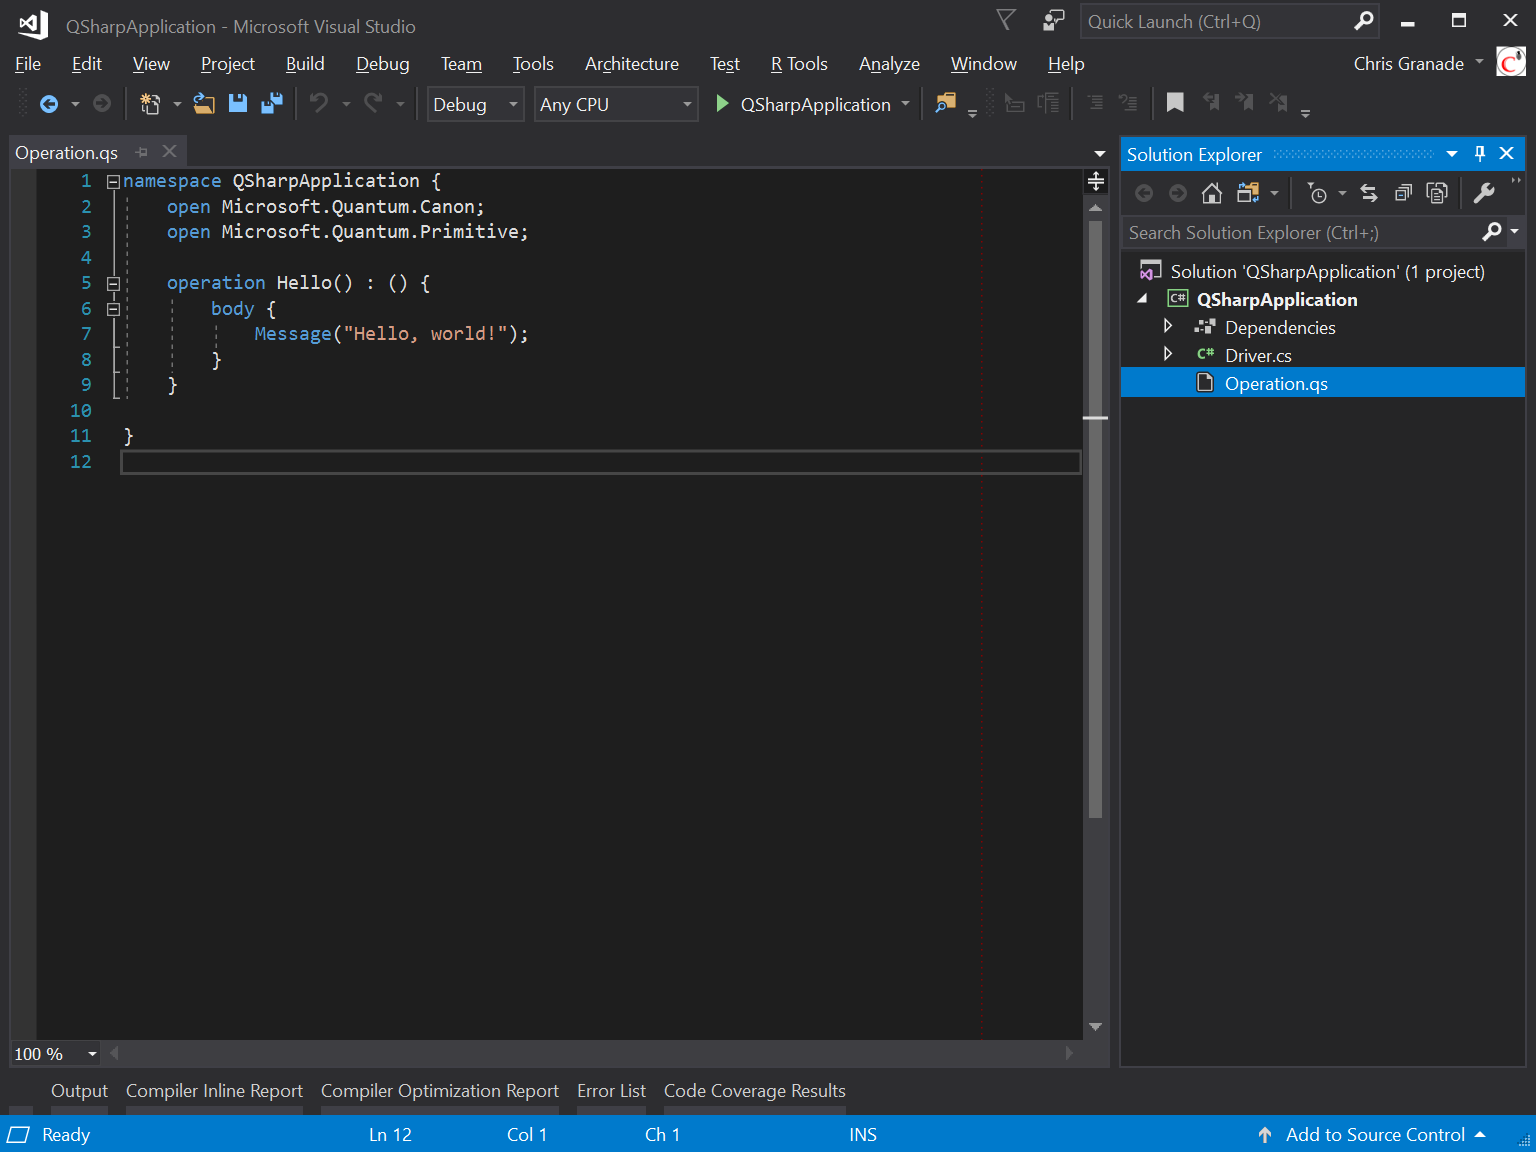 QSharpApplication - Microsoft Visual Studio
Quick Launch (Ctrl+Q)
File Edit View Project Build Debug Team Tools Architecture Test R Tools Analyze Window Help
Chris Granade
Debug Any CPU QSharpApplication
Operation.qs
1 namespace QSharpApplication {
2 open Microsoft.Quantum.Canon;
3 open Microsoft.Quantum.Primitive;
4
5 operation Hello() : () {
6 body {
7 Message("Hello, world!");
8 }
9 }
10
11 }
12
100 %
Solution Explorer
Search Solution Explorer (Ctrl+;)
Solution 'QSharpApplication' (1 project)
C# QSharpApplication
Dependencies
C# Driver.cs
Operation.qs
Output Compiler Inline Report Compiler Optimization Report Error List Code Coverage Results
Ready Ln 12 Col 1 Ch 1 INS Add to Source Control